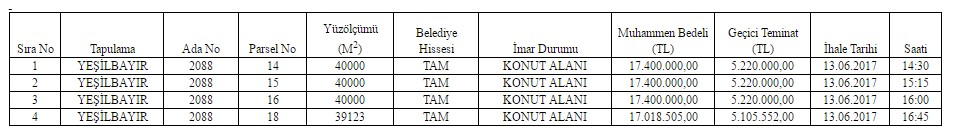 Sıra No Tapulama Ada No Parsel No Yüzölçümü (M²) Belediye Hissesi İmar Durumu Muhammen Bedeli (TL) Geçici Teminat (TL) İhale Tarihi Saati
1 YEŞİLBAYIR 2088 14 40000 TAM KONUT ALANI 17.400.000,00 5.220.000,00 13.06.2017 14:30
2 YEŞİLBAYIR 2088 15 40000 TAM KONUT ALANI 17.400.000,00 5.220.000,00 13.06.2017 15:15
3 YEŞİLBAYIR 2088 16 40000 TAM KONUT ALANI 17.400.000,00 5.220.000,00 13.06.2017 16:00
4 YEŞİLBAYIR 2088 18 39123 TAM KONUT ALANI 17.018.505,00 5.105.552,00 13.06.2017 16:45